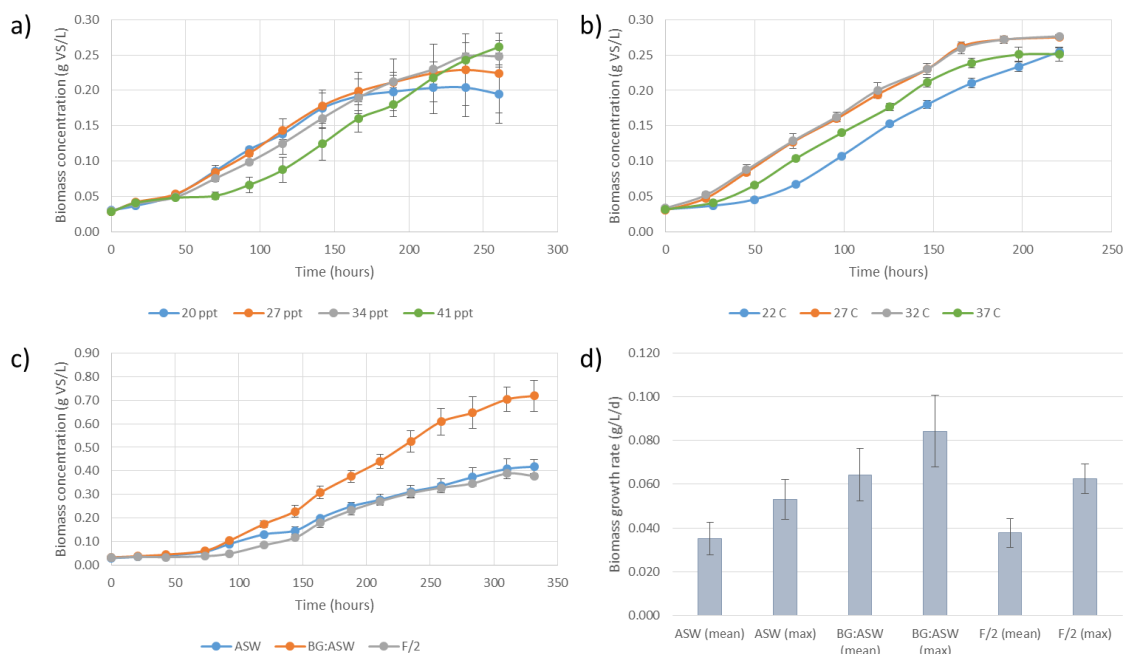 a)
Biomass concentration (g VS/L)
0.30
0.25
0.20
0.15
0.10
0.05
0.00
0 50 100 150 200 250 300
Time (hours)
20 ppt 27 ppt 34 ppt 41 ppt
b)
Biomass concentration (g VS/L)
0.30
0.25
0.20
0.15
0.10
0.05
0.00
0 50 100 150 200 250
Time (hours)
22 C 27 C 32 C 37 C
c)
Biomass concentration (g VS/L)
0.90
0.80
0.70
0.60
0.50
0.40
0.30
0.20
0.10
0.00
0 50 100 150 200 250 300 350
Time (hours)
ASW BG:ASW F/2
d)
Biomass growth rate (g/L/d)
0.120
0.100
0.080
0.060
0.040
0.020
0.000
ASW (mean) ASW (max) BG:ASW BG:ASW F/2 (mean) F/2 (max)
(mean) (max)